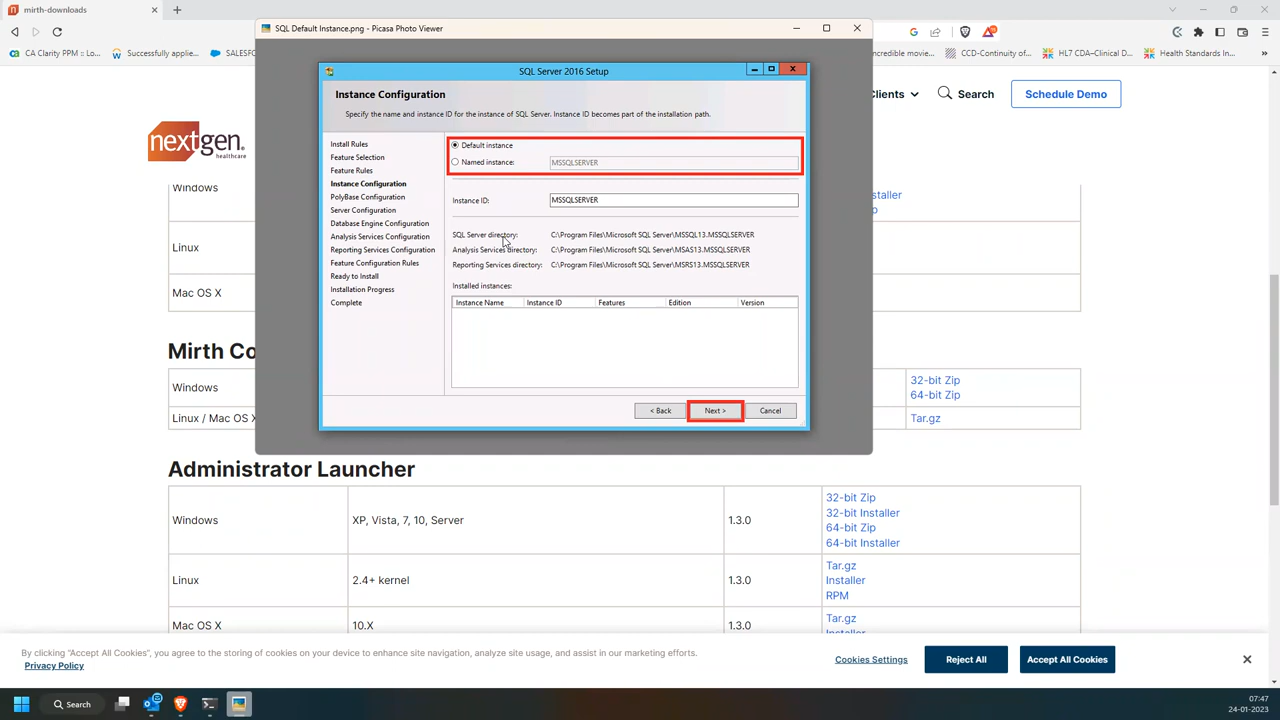 mirth-downloads
CA Clarity PPM :: Lo...
Successfully applie...
SALESFO
ncredible movie...
CCD-Continuity of...
HL7 CDA–Clinical D...
Health Standards In...
SQL Default Instance.png - Picasa Photo Viewer
Clients
Search
Schedule Demo
nextgen
healthcare
SQL Server 2016 Setup
Instance Configuration
Specify the name and instance ID for the instance of SQL Server. Instance ID becomes part of the installation path.
Install Rules
Feature Selection
Feature Rules
Instance Configuration
PolyBase Configuration
Server Configuration
Database Engine Configuration
Analysis Services Configuration
Reporting Services Configuration
Feature Configuration Rules
Ready to Install
Installation Progress
Complete
Default instance
Named instance: MSSQLSERVER
Instance ID: MSSQLSERVER
SQL Server directory: C:\Program Files\Microsoft SQL Server\MSSQL13.MSSQLSERVER
Analysis Services directory: C:\Program Files\Microsoft SQL Server\MSAS13.MSSQLSERVER
Reporting Services directory: C:\Program Files\Microsoft SQL Server\MSRS13.MSSQLSERVER
Installed instances:
Instance Name Instance ID Features Edition Version
< Back Next > Cancel
Windows
staller
p
Linux
Mac OS X
Mirth Co
Windows
32-bit Zip
64-bit Zip
Linux / Mac OS X
Tar.gz
Administrator Launcher
Windows XP, Vista, 7, 10, Server 1.3.0
32-bit Zip
32-bit Installer
64-bit Zip
64-bit Installer
Linux 2.4+ kernel 1.3.0
Tar.gz
Installer
RPM
Mac OS X 10.X 1.3.0
Tar.gz
Installer
By clicking “Accept All Cookies”, you agree to the storing of cookies on your device to enhance site navigation, analyze site usage, and assist in our marketing efforts.
Privacy Policy
Cookies Settings
Reject All
Accept All Cookies
Search
07:47
24-01-2023